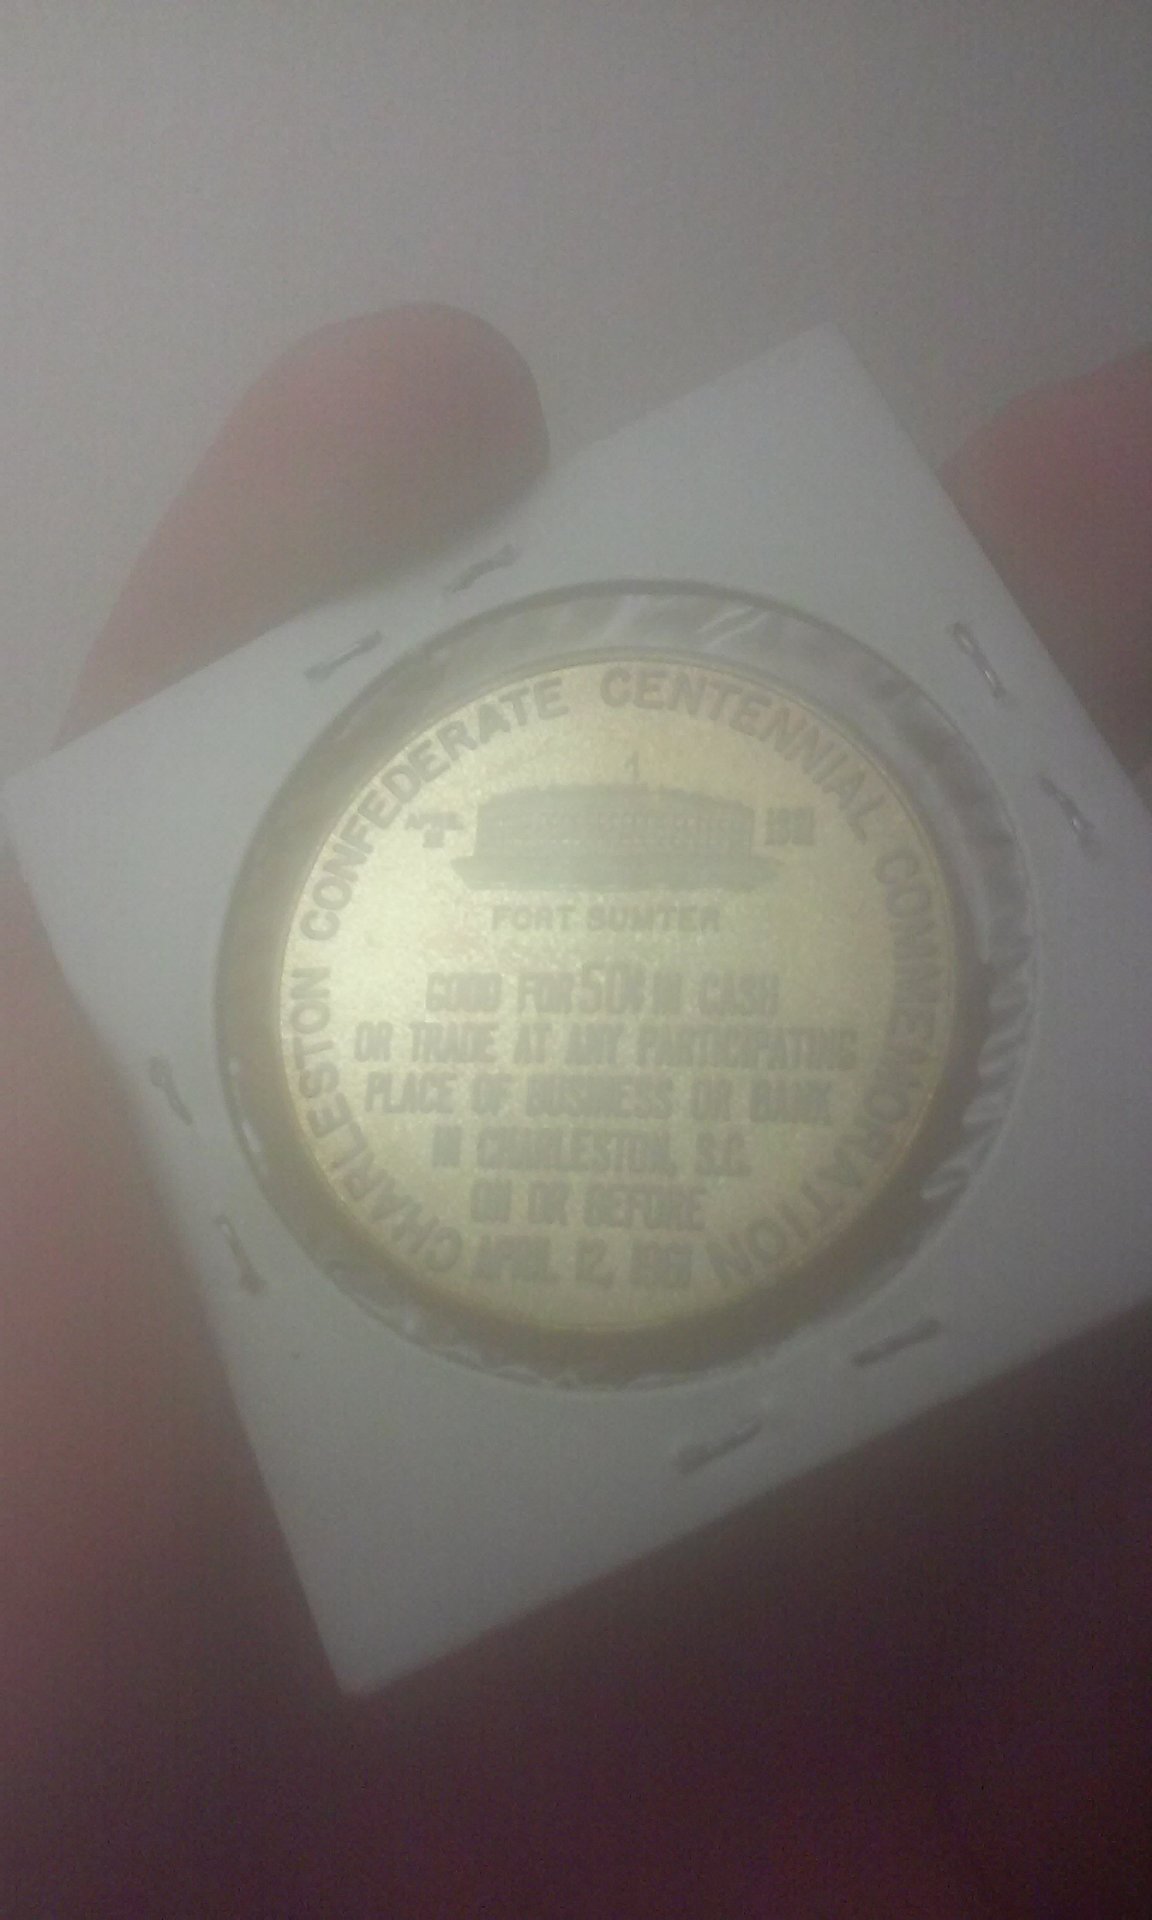 CHARLESTON CONFEDERATE CENTENNIAL COMMEMORATION
APRIL
FORT SUMTER
GOOD FOR 50¢ IN CASH
OR TRADE AT ANY PARTICIPATING
PLACE OF BUSINESS OR BANK
IN CHARLESTON, S.C.
ON OR BEFORE
APRIL 12, 1961